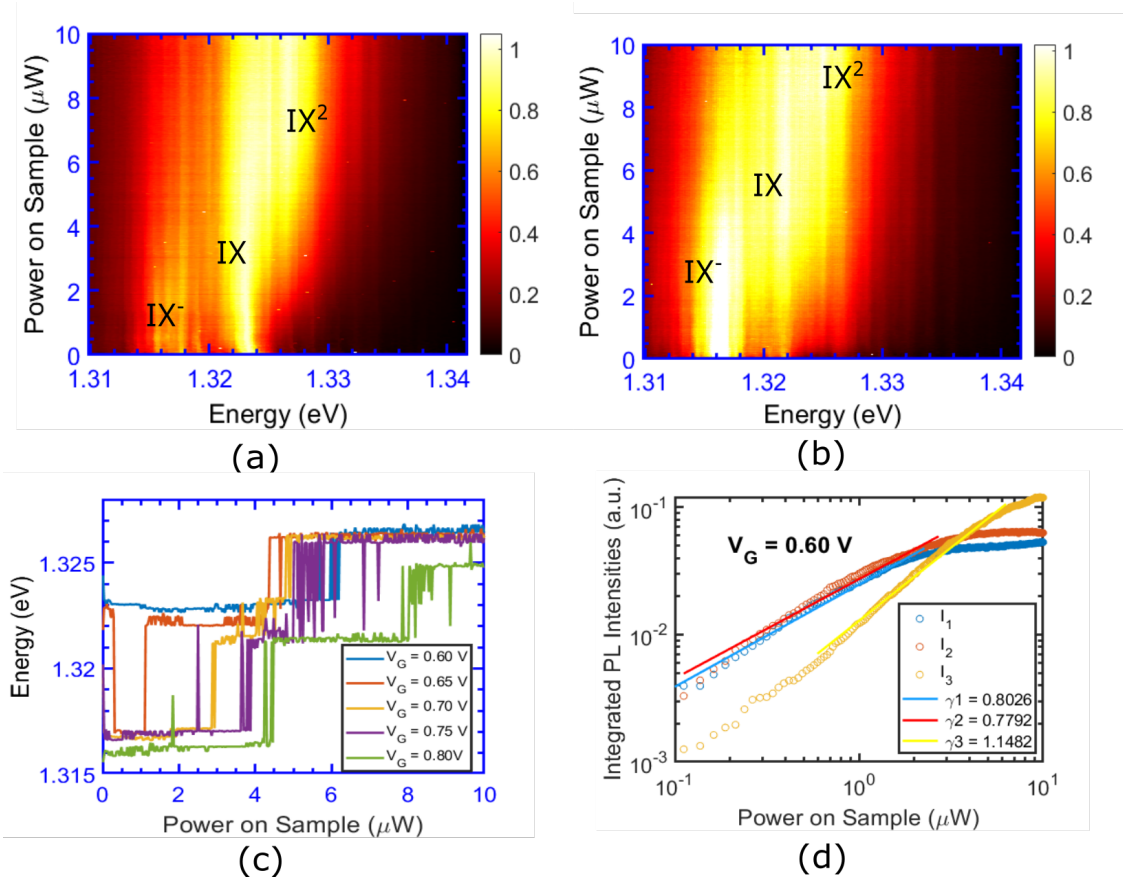 10
8
6
4
2
0
Power on Sample (μW)
IX²
IX
IX⁻
1
0.8
0.6
0.4
0.2
0
1.31 1.32 1.33 1.34
Energy (eV)
(a)
10
8
6
4
2
0
Power on Sample (μW)
IX²
IX
IX⁻
1
0.8
0.6
0.4
0.2
0
1.31 1.32 1.33 1.34
Energy (eV)
(b)
1.325
1.32
1.315
Energy (eV)
V_G = 0.60 V
V_G = 0.65 V
V_G = 0.70 V
V_G = 0.75 V
V_G = 0.80V
0 2 4 6 8 10
Power on Sample (μW)
(c)
10⁻¹
10⁻²
10⁻³
Integrated PL Intensities (a.u.)
V_G = 0.60 V
I₁
I₂
I₃
γ1 = 0.8026
γ2 = 0.7792
γ3 = 1.1482
10⁻¹ 10⁰ 10¹
Power on Sample (μW)
(d)